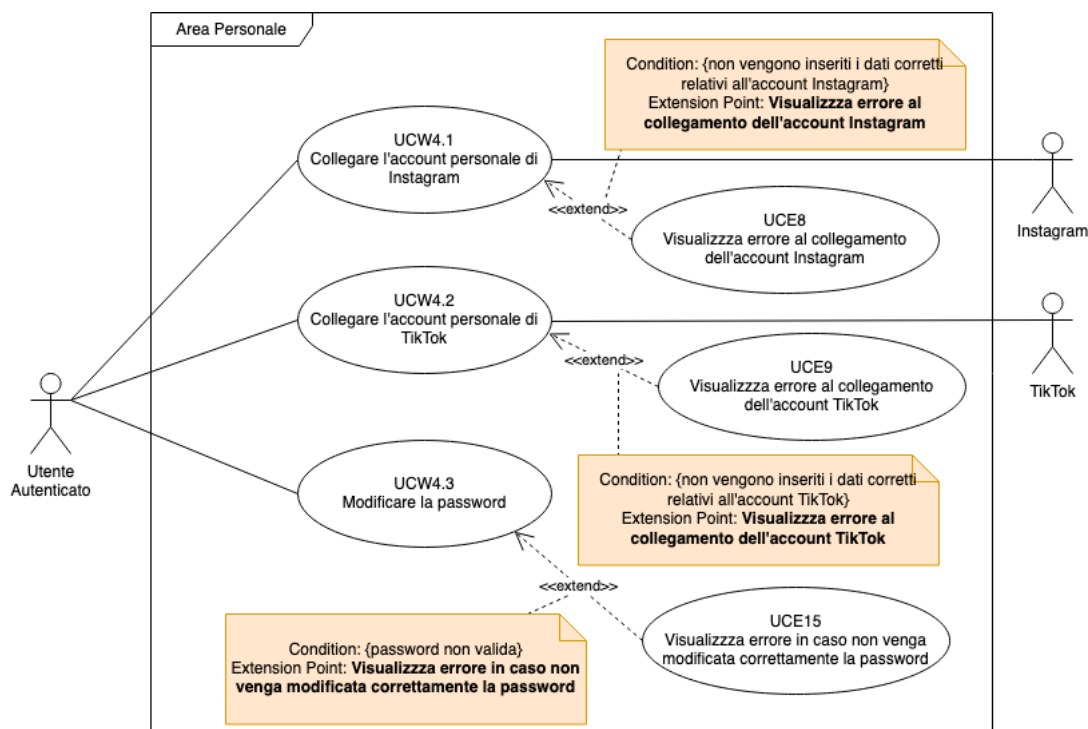 Area Personale
Condition: {non vengono inseriti i dati corretti
relativi all'account Instagram}
Extension Point: Visualizzza errore al
collegamento dell'account Instagram
UCW4.1
Collegare l'account personale di
Instagram
<<extend>>
UCE8
Visualizzza errore al collegamento
dell'account Instagram
Instagram
UCW4.2
Collegare l'account personale di
TikTok
<<extend>>
UCE9
Visualizzza errore al collegamento
dell'account TikTok
TikTok
Utente
Autenticato
UCW4.3
Modificare la password
Condition: {non vengono inseriti i dati corretti
relativi all'account TikTok}
Extension Point: Visualizzza errore al
collegamento dell'account TikTok
<<extend>>
UCE15
Visualizzza errore in caso non venga
modificata correttamente la password
Condition: {password non valida}
Extension Point: Visualizzza errore in caso non
venga modificata correttamente la password